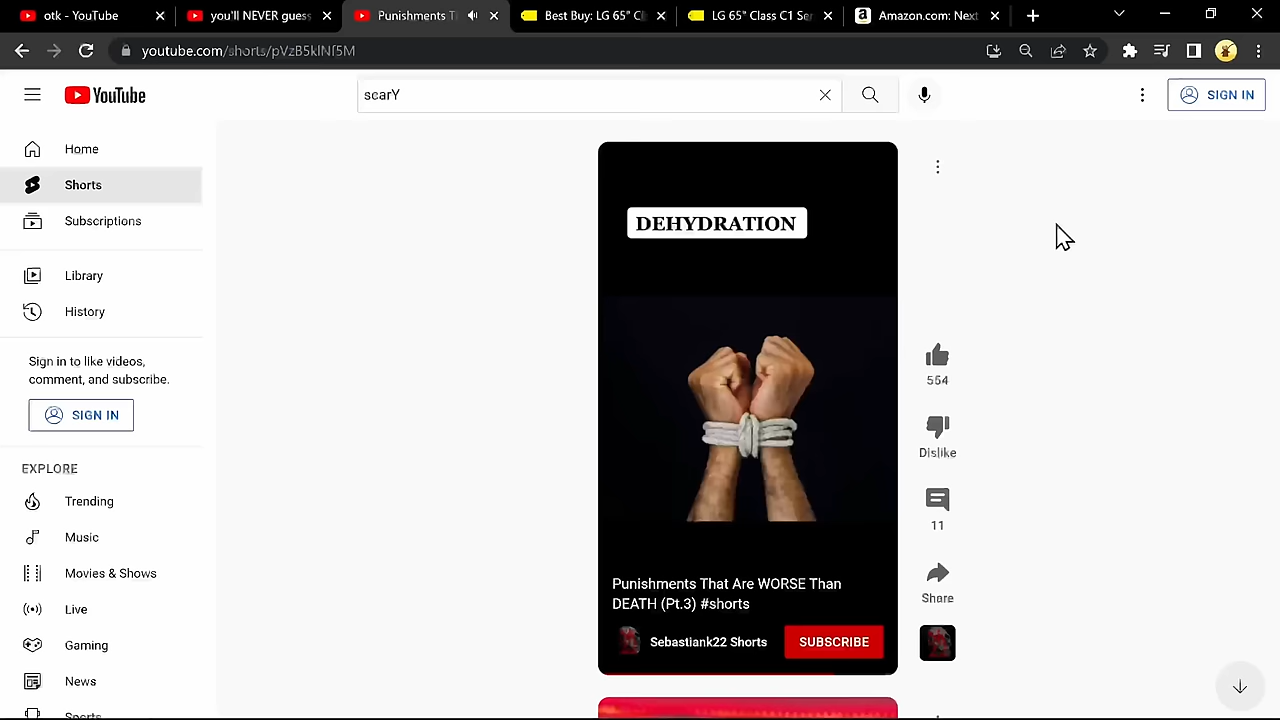 otk - YouTube
you'll NEVER gues
Punishments T
Best Buy: LG 65" Cl
LG 65" Class C1 Ser
Amazon.com: Next
youtube.com/shorts/pVzB5kINf5M
YouTube
scarY
SIGN IN
Home
Shorts
Subscriptions
Library
History
Sign in to like videos,
comment, and subscribe.
SIGN IN
EXPLORE
Trending
Music
Movies & Shows
Live
Gaming
News
Sports
DEHYDRATION
Punishments That Are WORSE Than
DEATH (Pt.3) #shorts
Sebastiank22 Shorts
SUBSCRIBE
554
Dislike
11
Share